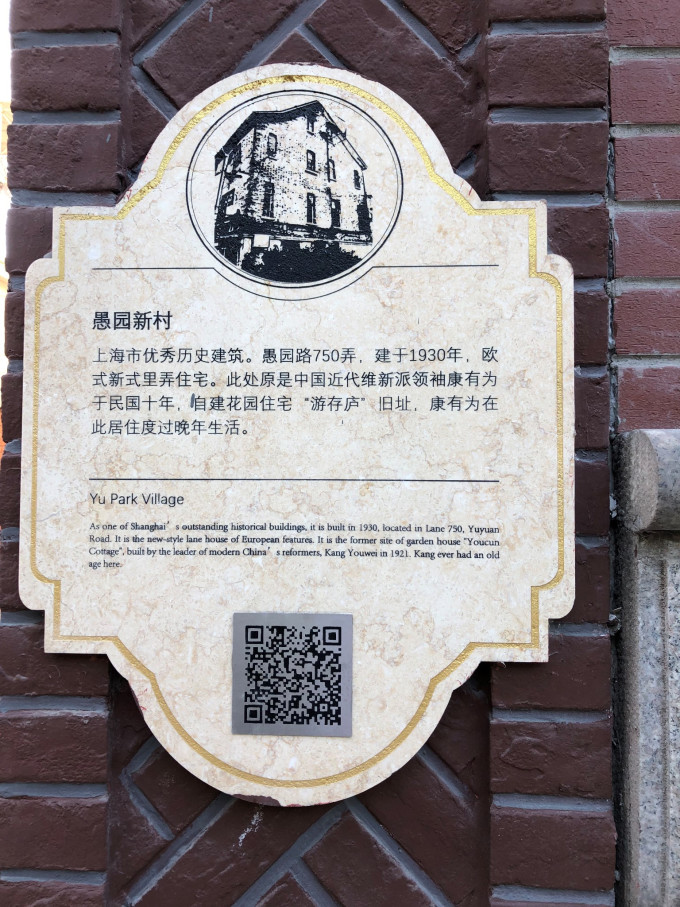 愚园新村
上海市优秀历史建筑。愚园路750弄，建于1930年，欧
式新式里弄住宅。此处原是中国近代维新派领袖康有为
于民国十年，自建花园住宅“游存庐”旧址，康有为在
此居住度过晚年生活。
Yu Park Village
As one of Shanghai's outstanding historical buildings, it is built in 1930, located in Lane 750, Yuyuan
Road. It is the new-style lane house of European features. It is the former site of garden house "Youcun
Cottage", built by the leader of modern China's reformers, Kang Youwei in 1921. Kang ever had an old
age here.